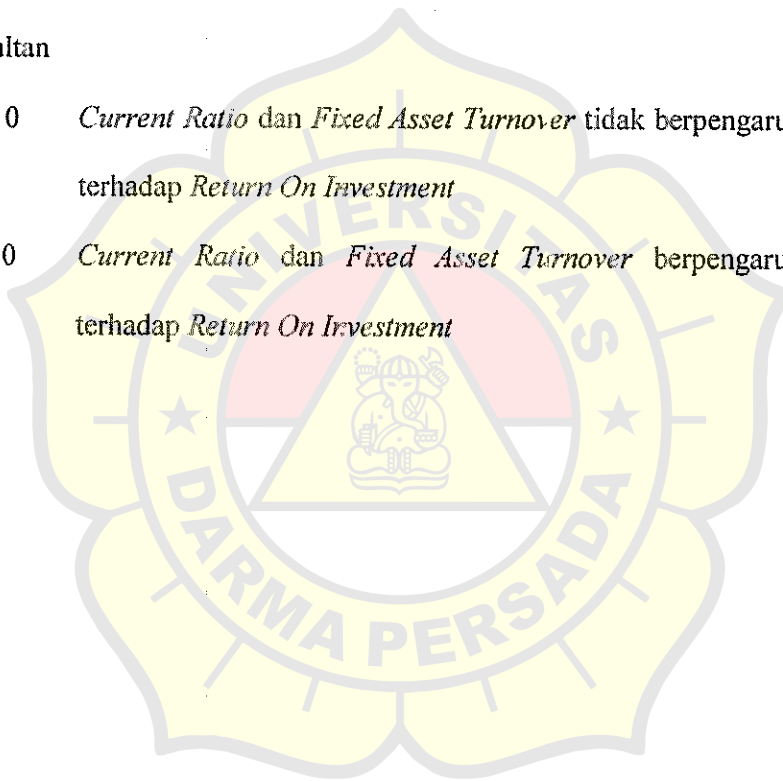 ultan
0 Current Ratio dan Fixed Asset Turnover tidak berpengaru
terhadap Return On Investment
0 Current Ratio dan Fixed Asset Turnover berpengaru
terhadap Return On Investment
UNIVERSITAS
DARMA PERSADA